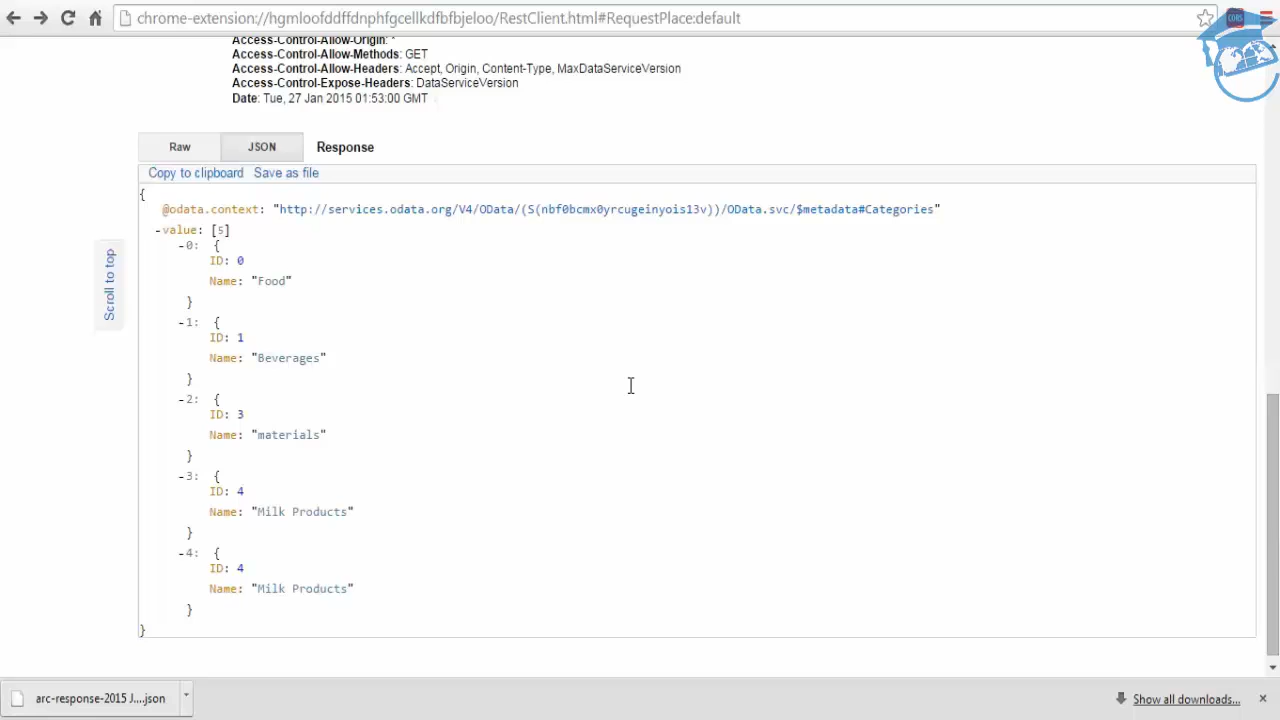 chrome-extension://hgmloofddffdnphfgcellkdfbfbjeloo/RestClient.html#RequestPlace:default
CORS
Access-Control-Allow-Origin: *
Access-Control-Allow-Methods: GET
Access-Control-Allow-Headers: Accept, Origin, Content-Type, MaxDataServiceVersion
Access-Control-Expose-Headers: DataServiceVersion
Date: Tue, 27 Jan 2015 01:53:00 GMT
Raw JSON Response
Copy to clipboard Save as file
{
@odata.context: "http://services.odata.org/V4/OData/(S(nbf0bcmx0yrcugeinyois13v))/OData.svc/$metadata#Categories"
-value: [5]
-0: {
ID: 0
Name: "Food"
}
-1: {
ID: 1
Name: "Beverages"
}
-2: {
ID: 3
Name: "materials"
}
-3: {
ID: 4
Name: "Milk Products"
}
-4: {
ID: 4
Name: "Milk Products"
}
}
Scroll to top
arc-response-2015 J....json
Show all downloads...